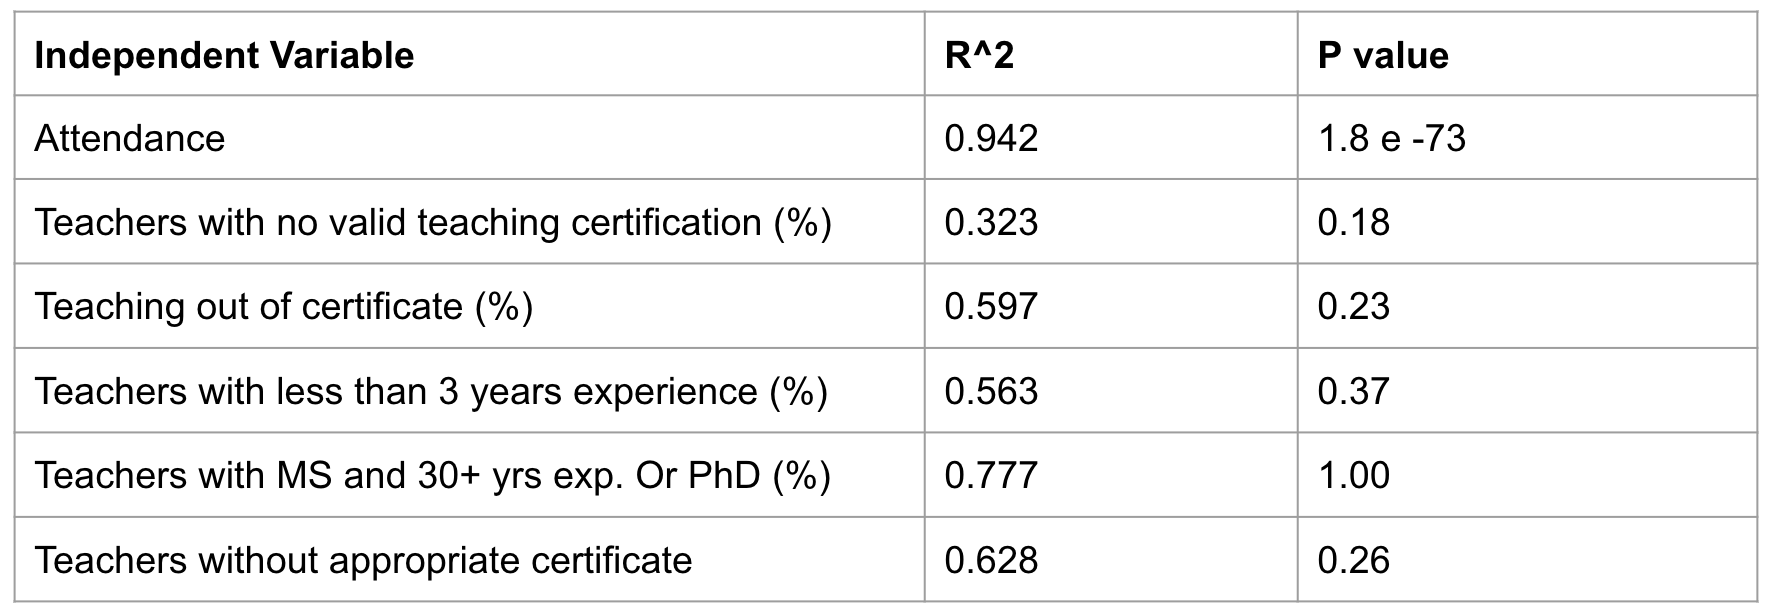 Independent Variable R^2 P value
Attendance 0.942 1.8 e -73
Teachers with no valid teaching certification (%) 0.323 0.18
Teaching out of certificate (%) 0.597 0.23
Teachers with less than 3 years experience (%) 0.563 0.37
Teachers with MS and 30+ yrs exp. Or PhD (%) 0.777 1.00
Teachers without appropriate certificate 0.628 0.26